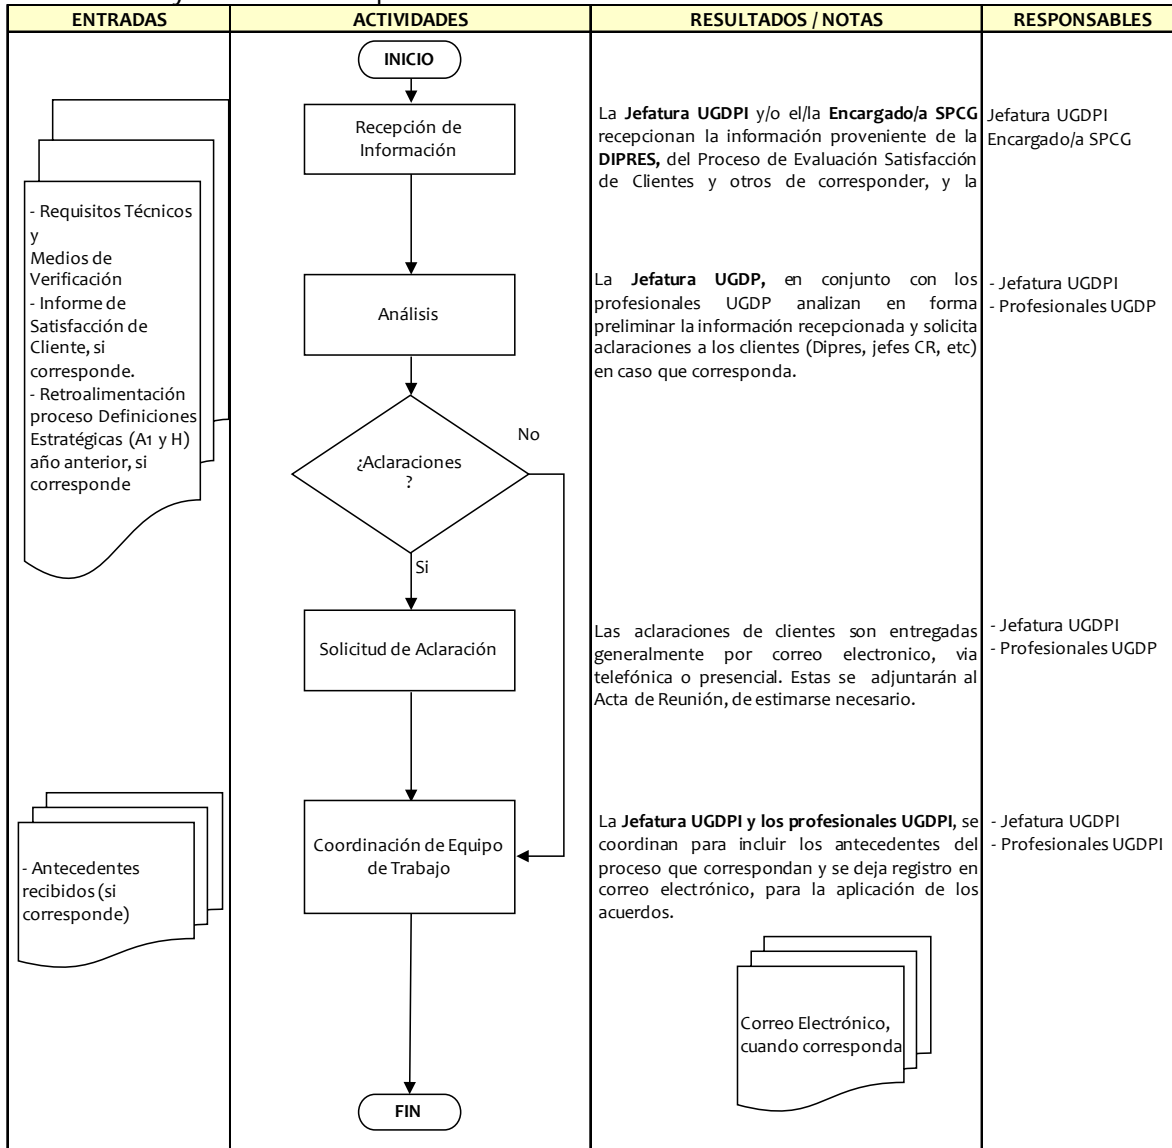 ENTRADAS
ACTIVIDADES
RESULTADOS / NOTAS
RESPONSABLES
INICIO
Recepción de
Información
La Jefatura UGDPI y/o el/la Encargado/a SPCG
recepcionan la información proveniente de la
DIPRES, del Proceso de Evaluación Satisfacción
de Clientes y otros de corresponder, y la
Jefatura UGDPI
Encargado/a SPCG
- Requisitos Técnicos
y
Medios de
Verificación
- Informe de
Satisfacción de
Cliente, si
corresponde.
- Retroalimentación
proceso Definiciones
Estratégicas (A1 y H)
año anterior, si
corresponde
Análisis
La Jefatura UGDP, en conjunto con los
profesionales UGDP analizan en forma
preliminar la información recepcionada y solicita
aclaraciones a los clientes (Dipres, jefes CR, etc)
en caso que corresponda.
- Jefatura UGDPI
- Profesionales UGDP
¿Aclaraciones
?
No
Si
Solicitud de Aclaración
Las aclaraciones de clientes son entregadas
generalmente por correo electronico, via
telefónica o presencial. Estas se adjuntarán al
Acta de Reunión, de estimarse necesario.
- Jefatura UGDPI
- Profesionales UGDP
- Antecedentes
recibidos (si
corresponde)
Coordinación de Equipo
de Trabajo
La Jefatura UGDPI y los profesionales UGDPI, se
coordinan para incluir los antecedentes del
proceso que correspondan y se deja registro en
correo electrónico, para la aplicación de los
acuerdos.
- Jefatura UGDPI
- Profesionales UGDPI
Correo Electrónico,
cuando corresponda
FIN